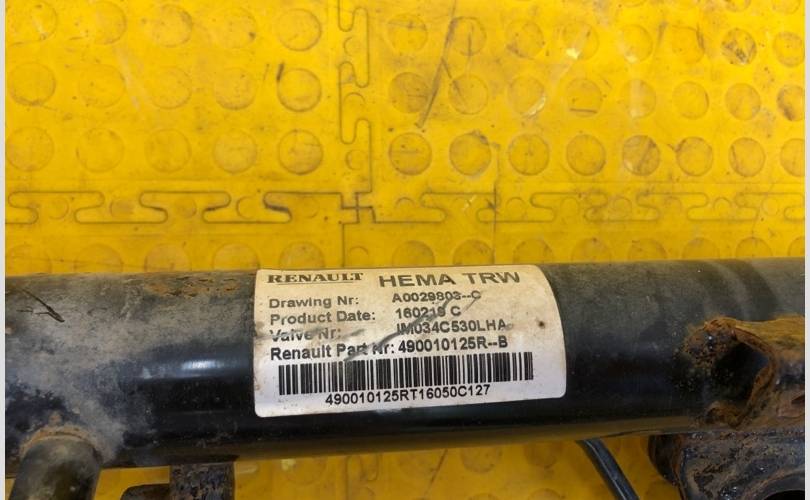 RENAULT HEMA TRW
Drawing Nr: A0029803--C
Product Date: 160219 C
Valve Nr: IM034C530LHA
Renault Part Nr: 490010125R--B
490010125RT16050C127